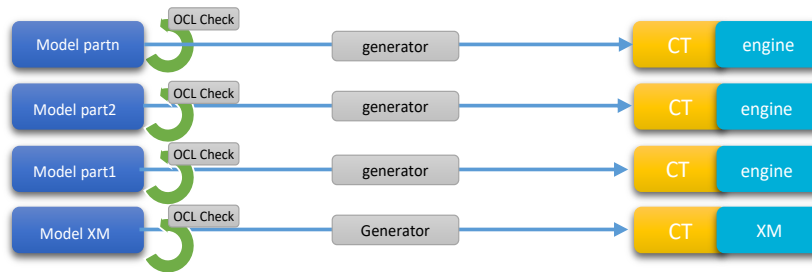 OCL Check
Model partn
generator
CT
engine
OCL Check
Model part2
generator
CT
engine
OCL Check
Model part1
generator
CT
engine
OCL Check
Model XM
Generator
CT
XM